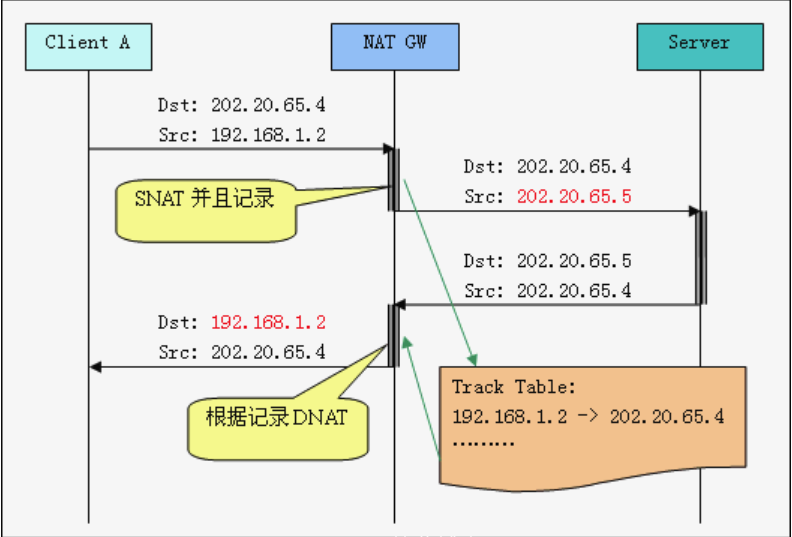 Client A
NAT GW
Server
Dst: 202.20.65.4
Src: 192.168.1.2
Dst: 202.20.65.4
Src: 202.20.65.5
SNAT 并且记录
Dst: 202.20.65.5
Src: 202.20.65.4
Dst: 192.168.1.2
Src: 202.20.65.4
根据记录DNAT
Track Table:
192.168.1.2 -> 202.20.65.4
………